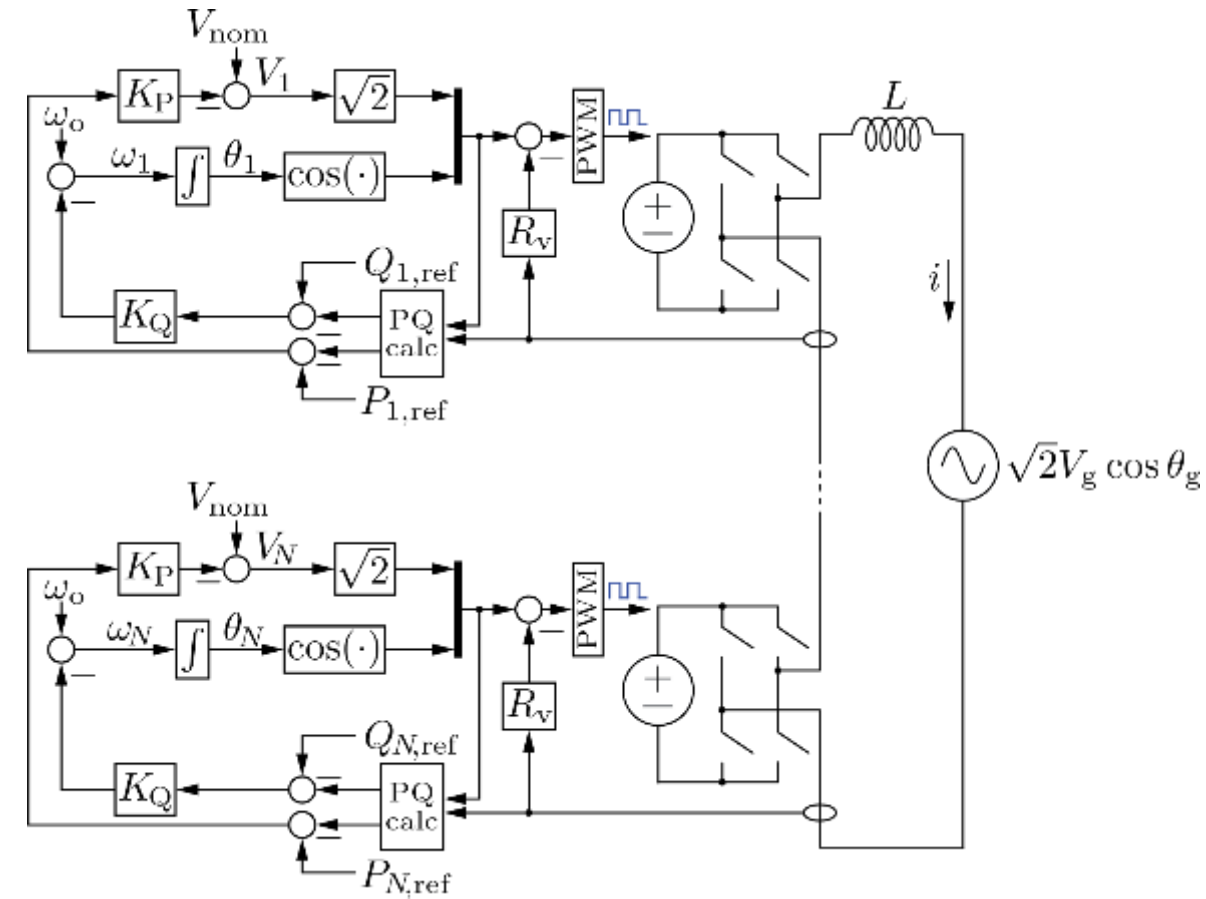 V_nom
K_P − V_1 √2
ω_o
ω_1 ∫ θ_1 cos(·)
−
− PWM
R_v
+ −
L
i
Q_1,ref
K_Q − PQ calc
−
P_1,ref
√2V_g cos θ_g
V_nom
K_P − V_N √2
ω_o
ω_N ∫ θ_N cos(·)
−
− PWM
R_v
+ −
Q_N,ref
K_Q − PQ calc
−
P_N,ref